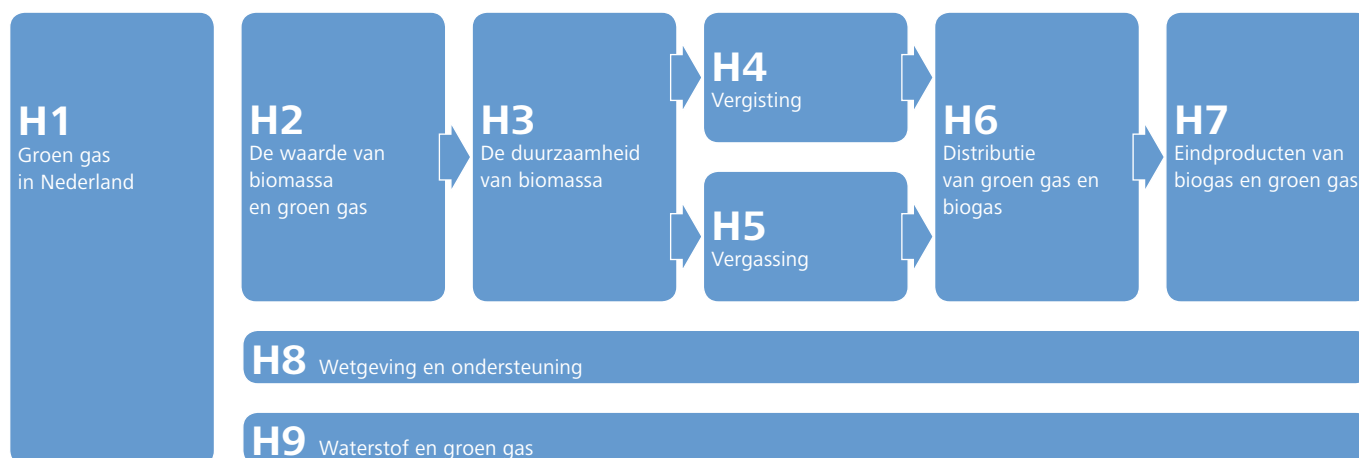 H1
Groen gas
in Nederland
H2
De waarde van
biomassa
en groen gas
H3
De duurzaamheid
van biomassa
H4
Vergisting
H5
Vergassing
H6
Distributie
van groen gas en
biogas
H7
Eindproducten van
biogas en groen gas
H8 Wetgeving en ondersteuning
H9 Waterstof en groen gas